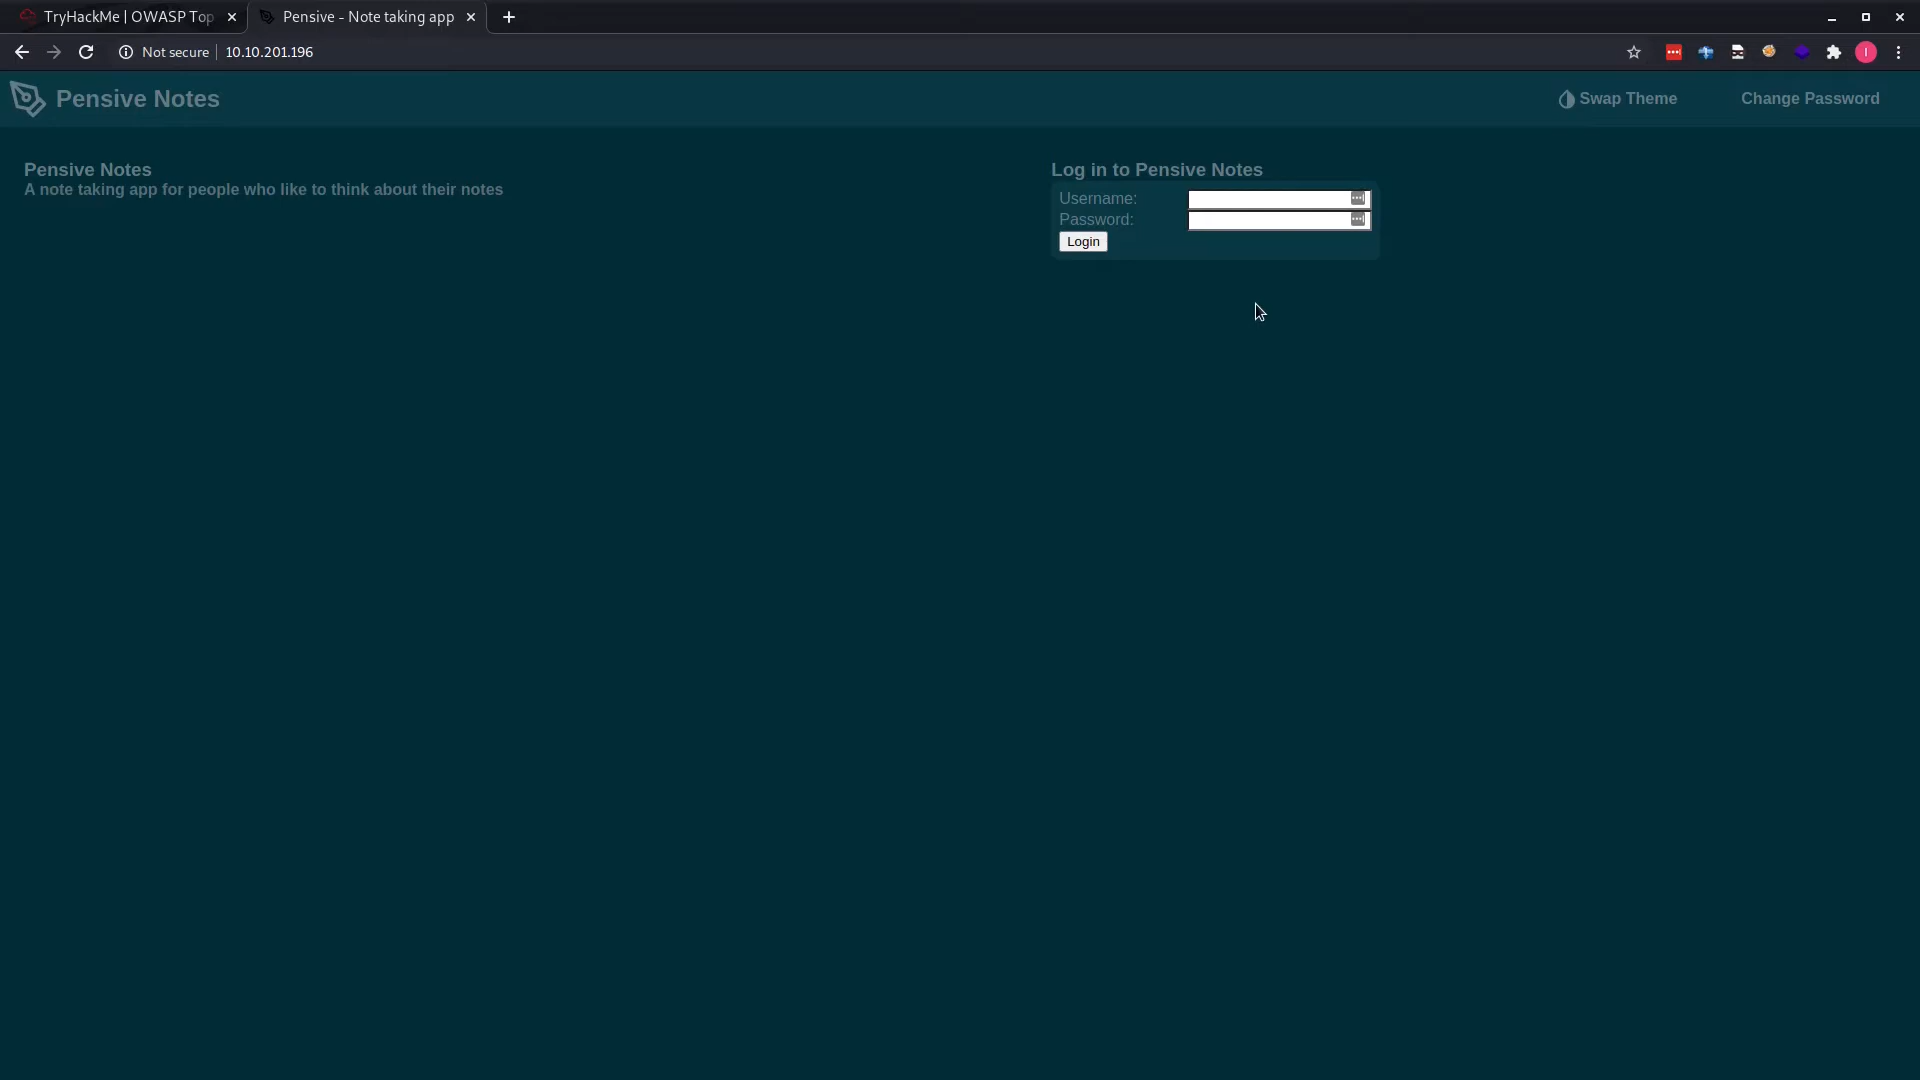 TryHackMe | OWASP Top
Pensive - Note taking app
Not secure
10.10.201.196
I
Pensive Notes
Swap Theme
Change Password
Pensive Notes
A note taking app for people who like to think about their notes
Log in to Pensive Notes
Username:
Password:
Login